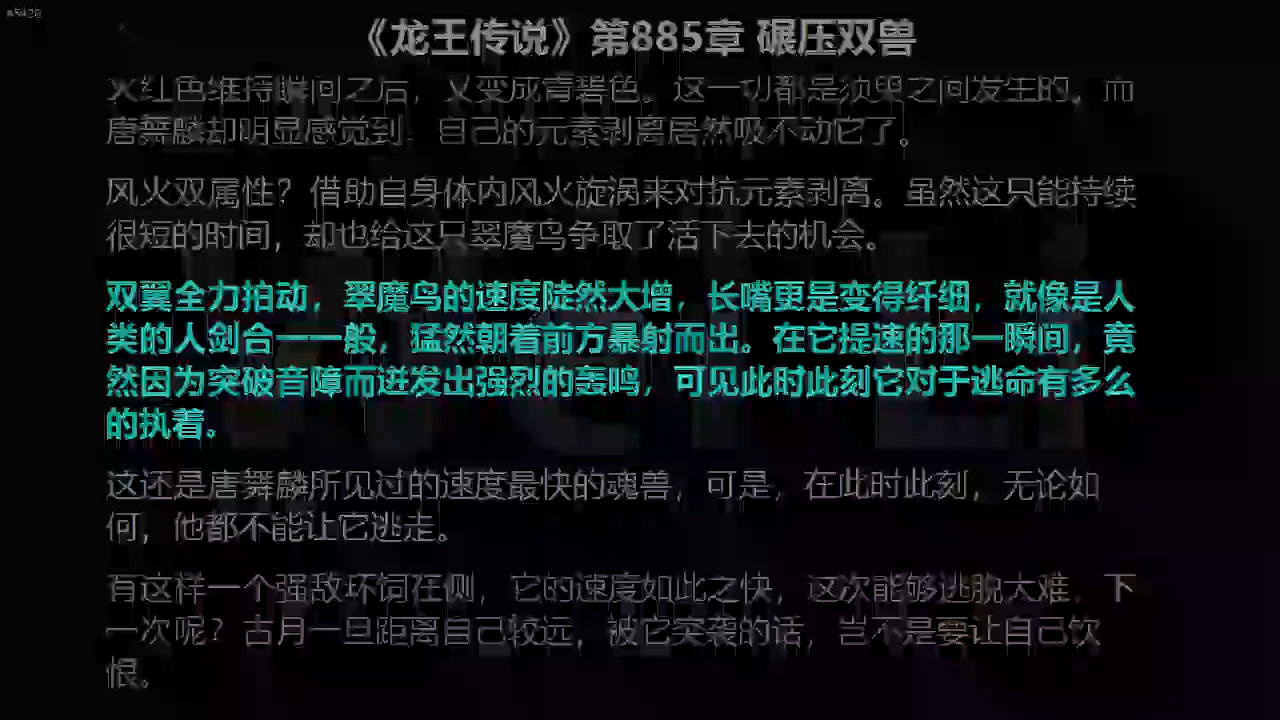 《龙王传说》第885章 碾压双兽
火红色维持瞬间之后，又变成青碧色。这一切都是须臾之间发生的，而
唐舞麟却明显感觉到，自己的元素剥离居然吸不动它了。
风火双属性？借助自身体内风火旋涡来对抗元素剥离。虽然这只能持续
很短的时间，却也给这只翠魔鸟争取了活下去的机会。
双翼全力拍动，翠魔鸟的速度陡然大增，长嘴更是变得纤细，就像是人
类的人剑合一一般，猛然朝着前方暴射而出。在它提速的那一瞬间，竟
然因为突破音障而迸发出强烈的轰鸣，可见此时此刻它对于逃命有多么
的执着。
这还是唐舞麟所见过的速度最快的魂兽，可是，在此时此刻，无论如
何，他都不能让它逃走。
有这样一个强敌环饲在侧，它的速度如此之快，这次能够逃脱大难，下
一次呢？古月一旦距离自己较远，被它突袭的话，岂不是要让自己饮
恨。